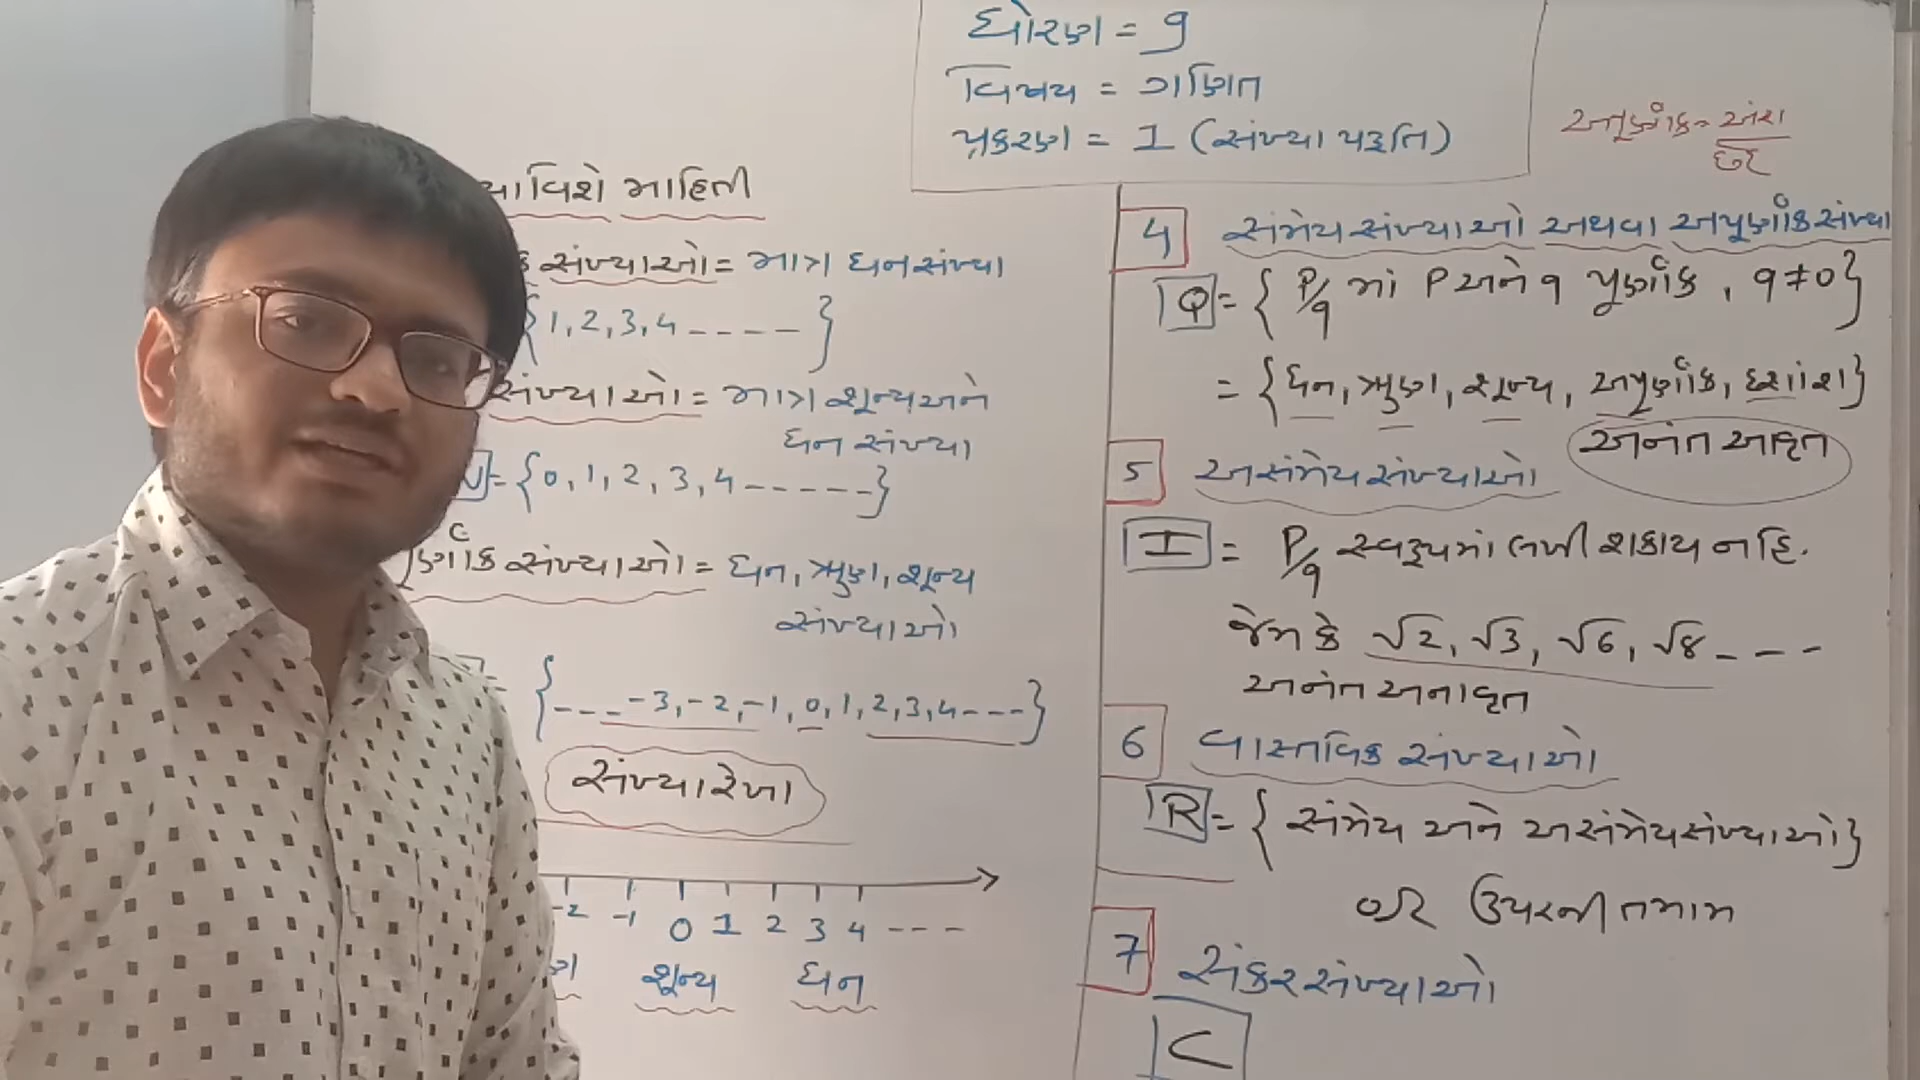 ધોરણ = 9
વિષય = ગણિત
પ્રકરણ = 1 (સંખ્યા પદ્ધતિ)
અપૂર્ણાંક = અંશ
છેદ
વિશે માહિતી
સંખ્યાઓ = માત્ર ધન સંખ્યા
{1, 2, 3, 4 ----}
સંખ્યાઓ = માત્ર શૂન્ય અને
ધન સંખ્યા
= {0, 1, 2, 3, 4 -----}
સંખ્યાઓ = ધન, ઋણ, શૂન્ય
સંખ્યાઓ
= {--- -3, -2, -1, 0, 1, 2, 3, 4 ---}
સંખ્યારેખા
-2 -1 0 1 2 3 4 ---
શૂન્ય ધન
4 સંમેય સંખ્યાઓ અથવા અપૂર્ણાંક સંખ્યા
Q = {P/q માં P અને q પૂર્ણાંક, q ≠ 0}
= {ધન, ઋણ, શૂન્ય, અપૂર્ણાંક, દશાંશ}
અનંત આવૃત
5 અસંમેય સંખ્યાઓ
I = P/q સ્વરૂપમાં લખી શકાય નહિ.
જેમ કે √2, √3, √6, √8 ---
અનંત અનાવૃત
6 વાસ્તવિક સંખ્યાઓ
R = {સંમેય અને અસંમેય સંખ્યાઓ}
or ઉપરની તમામ
7 સંકર સંખ્યાઓ
C